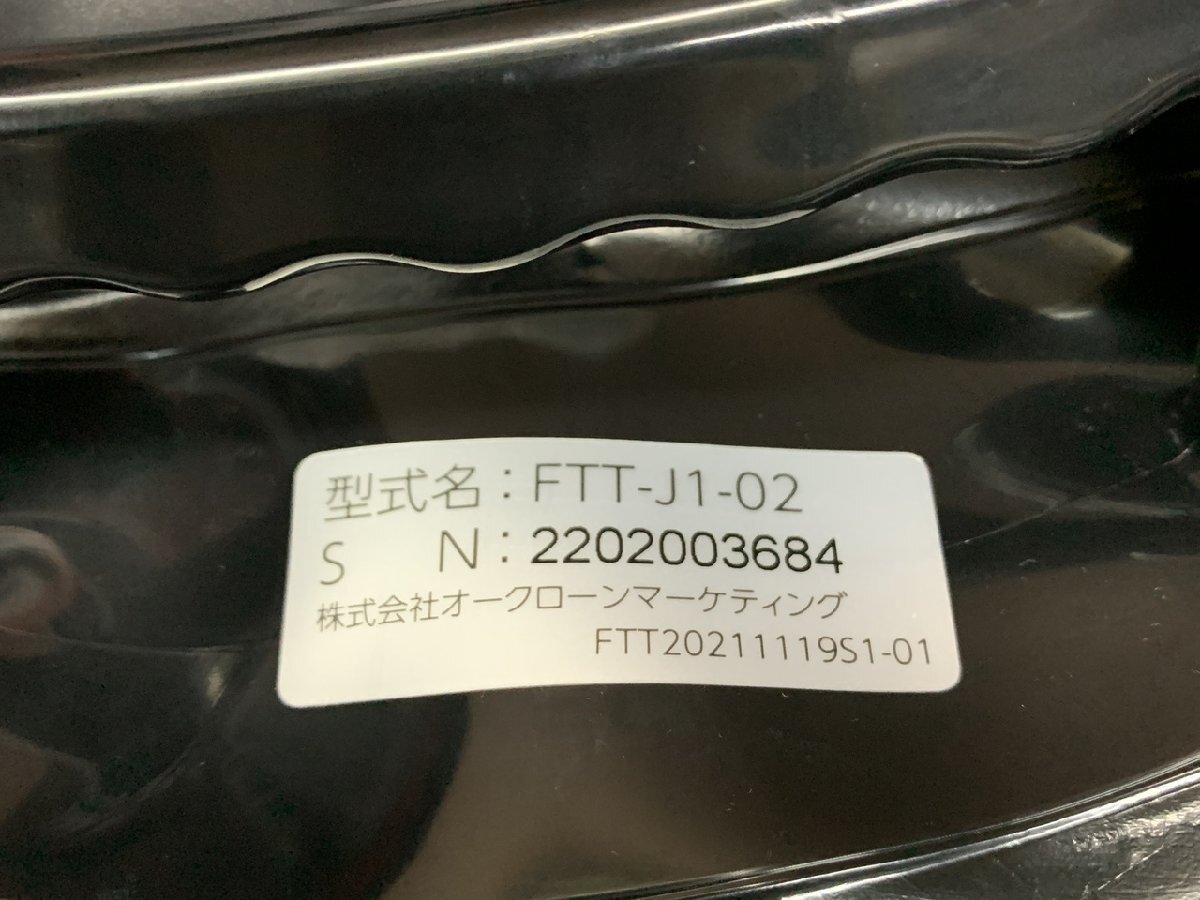 型式名：FTT-J1-02
S N：2202003684
株式会社オークローンマーケティング
FTT20211119S1-01